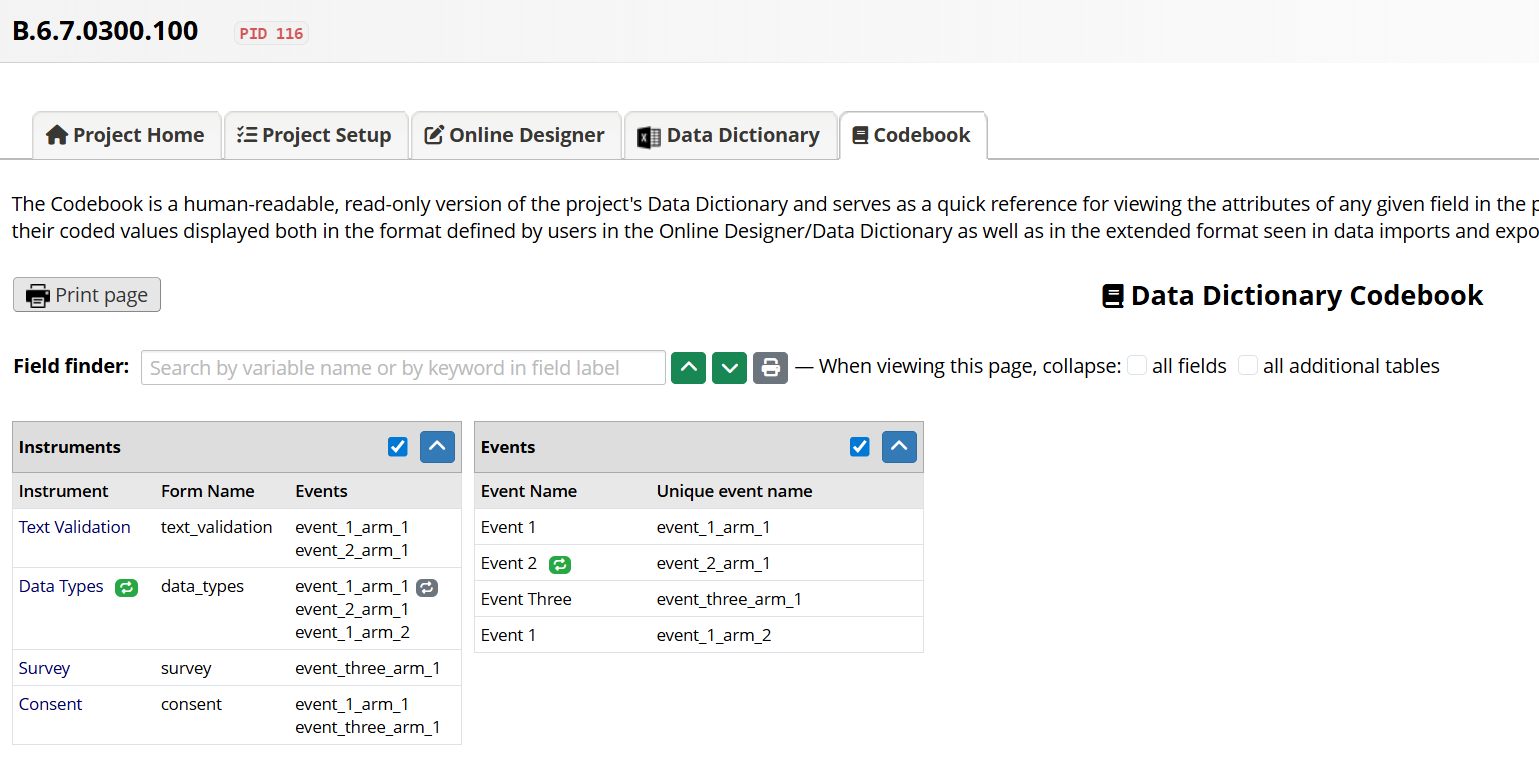 B.6.7.0300.100 PID 116
Project Home Project Setup Online Designer Data Dictionary Codebook
The Codebook is a human-readable, read-only version of the project's Data Dictionary and serves as a quick reference for viewing the attributes of any given field in the
their coded values displayed both in the format defined by users in the Online Designer/Data Dictionary as well as in the extended format seen in data imports and
Print page
Data Dictionary Codebook
Field finder: Search by variable name or by keyword in field label — When viewing this page, collapse: all fields all additional tables
Instruments
Instrument Form Name Events
Text Validation text_validation event_1_arm_1
event_2_arm_1
Data Types data_types event_1_arm_1
event_2_arm_1
event_1_arm_2
Survey survey event_three_arm_1
Consent consent event_1_arm_1
event_three_arm_1
Events
Event Name Unique event name
Event 1 event_1_arm_1
Event 2 event_2_arm_1
Event Three event_three_arm_1
Event 1 event_1_arm_2